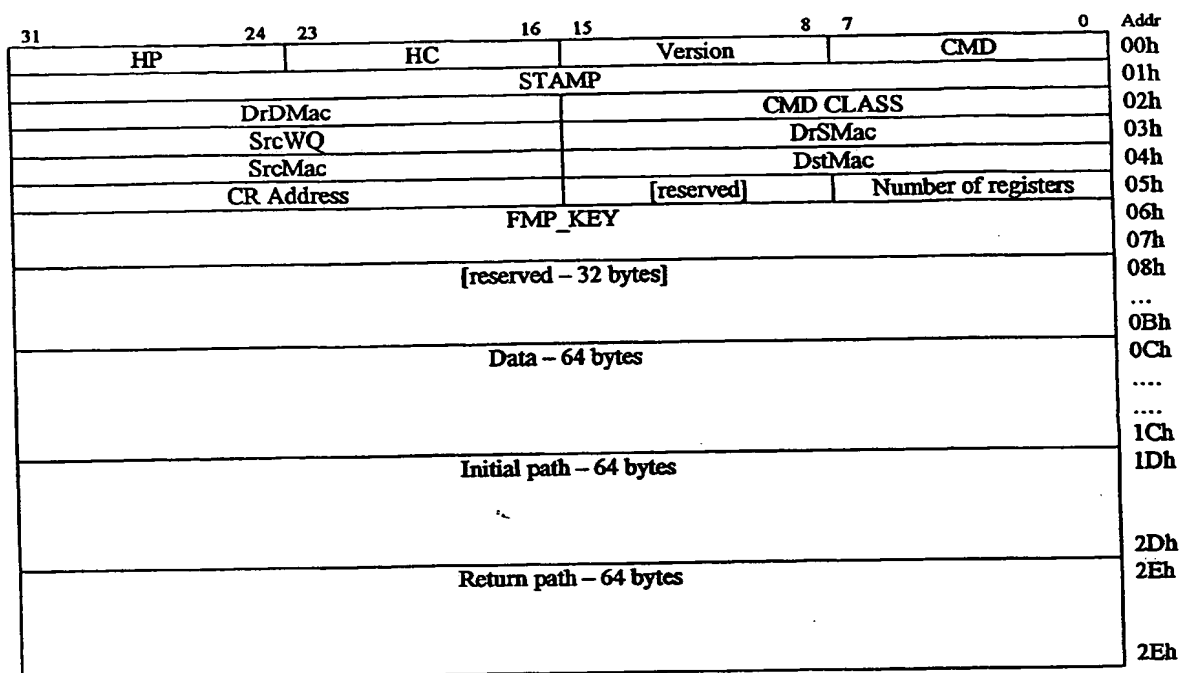 31 24 23 16 15 8 7 0 Addr
HP HC Version CMD 00h
STAMP 01h
DrDMac CMD CLASS 02h
SrcWQ DrSMac 03h
SrcMac DstMac 04h
CR Address [reserved] Number of registers 05h
FMP_KEY 06h
07h
[reserved – 32 bytes] 08h
...
0Bh
Data – 64 bytes 0Ch
....
....
1Ch
Initial path – 64 bytes 1Dh
2Dh
Return path – 64 bytes 2Eh
2Eh